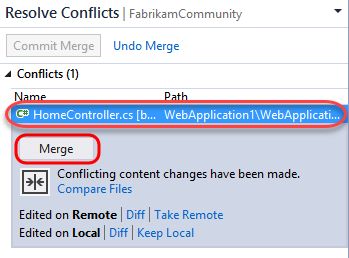 Resolve Conflicts | FabrikamCommunity
Commit Merge Undo Merge
Conflicts (1)
Name Path
HomeController.cs [b... WebApplication1\WebApplicati...
Merge
Conflicting content changes have been made.
Compare Files
Edited on Remote | Diff | Take Remote
Edited on Local | Diff | Keep Local